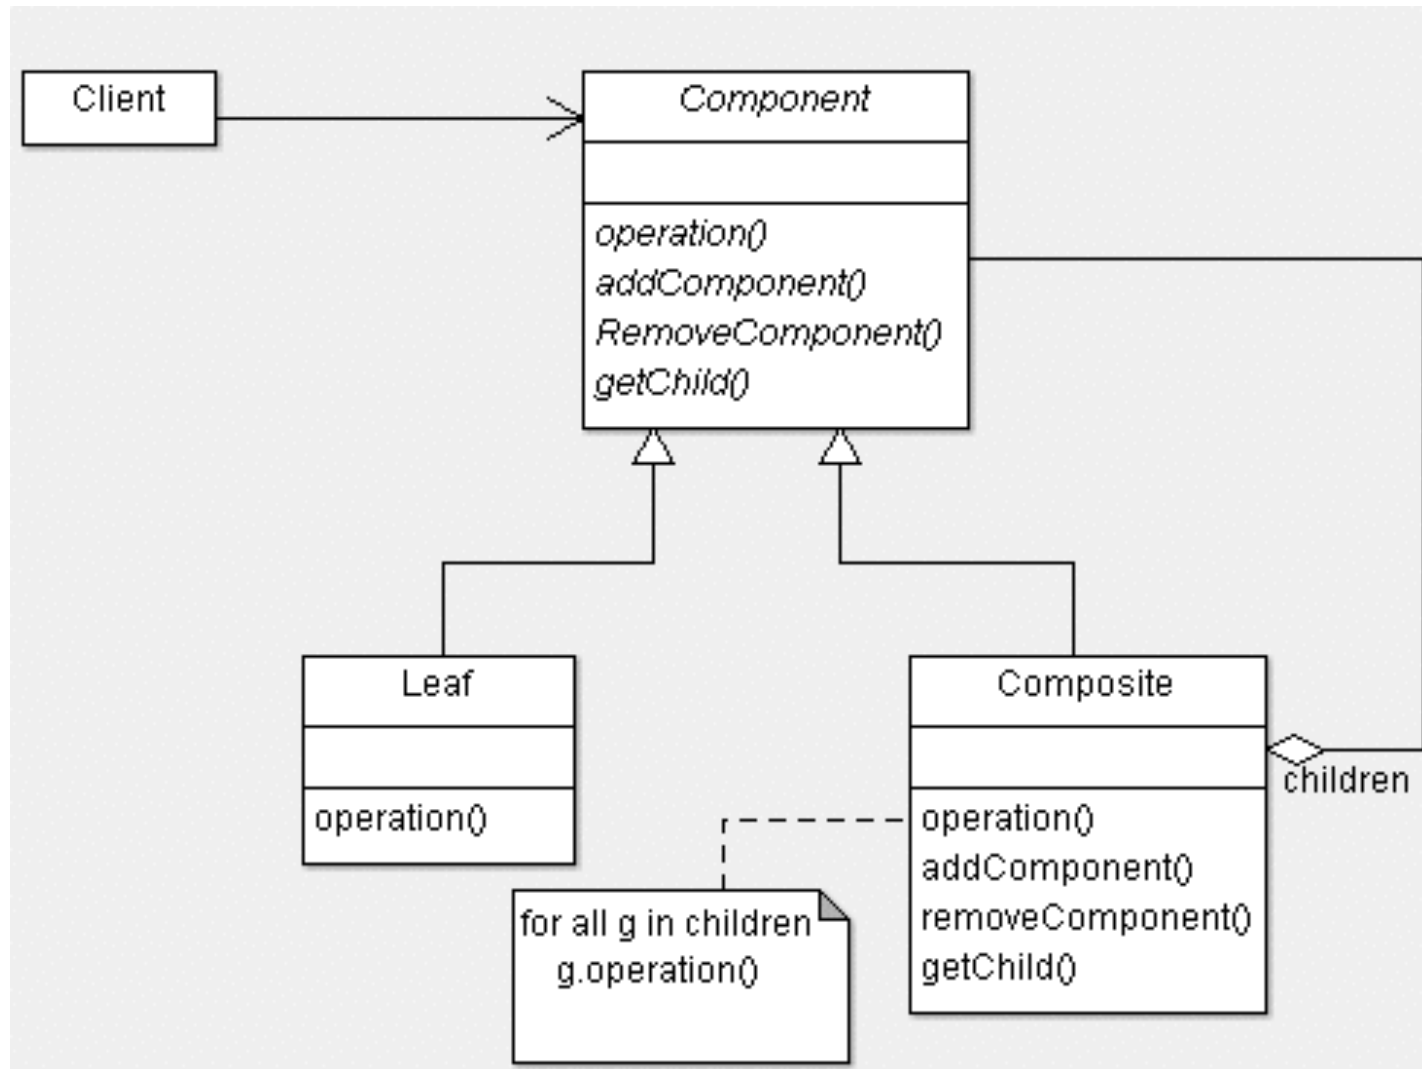 Client
Component
operation()
addComponent()
RemoveComponent()
getChild()
Leaf
operation()
Composite
children
operation()
addComponent()
removeComponent()
getChild()
for all g in children
g.operation()